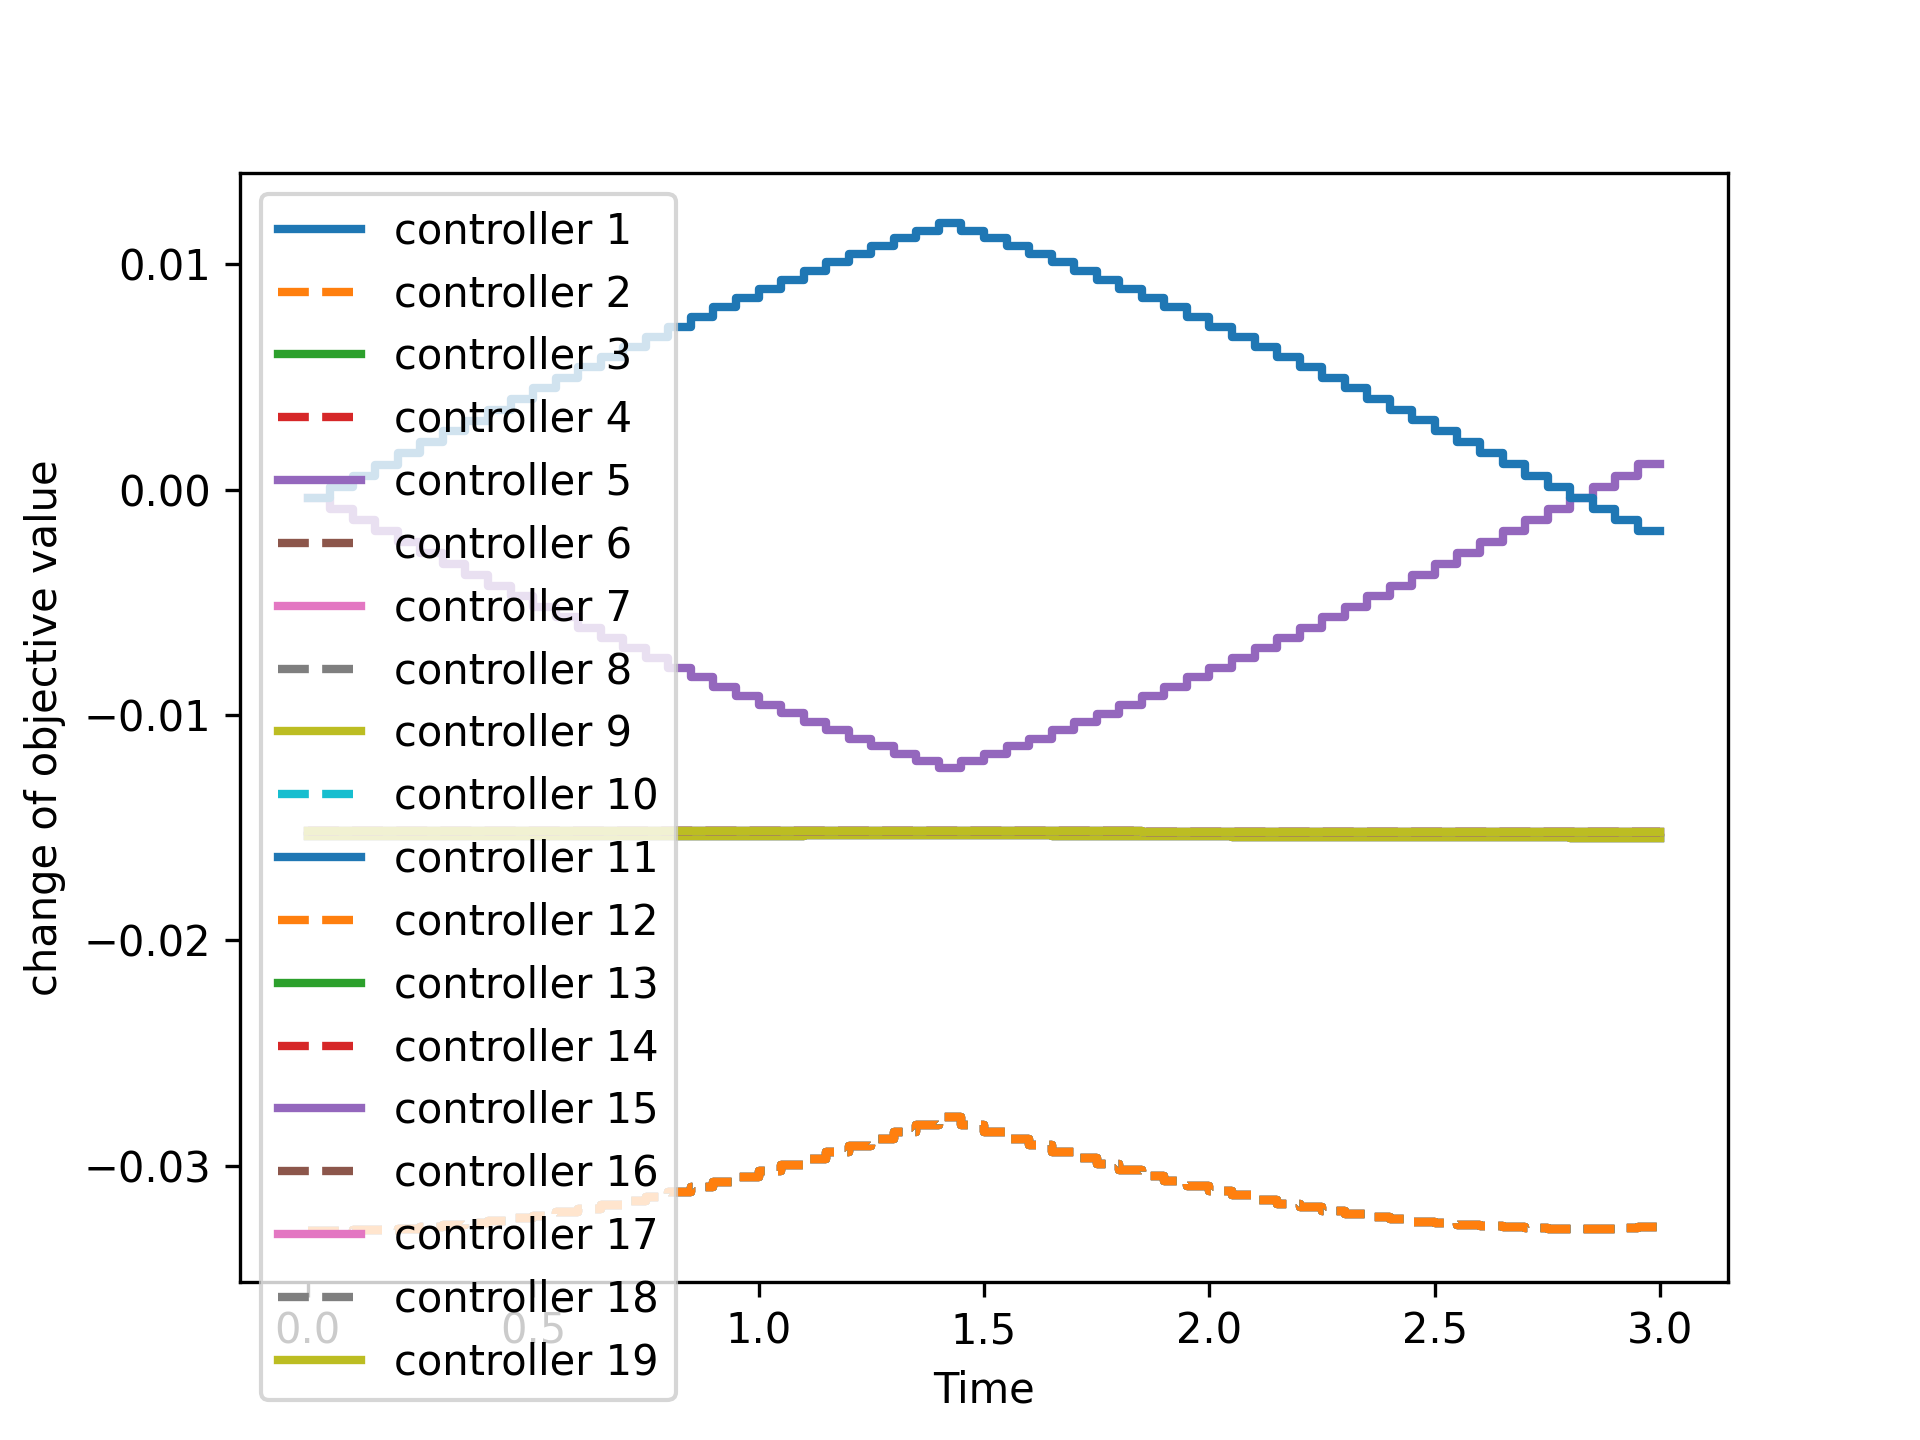 controller 1
controller 2
controller 3
controller 4
controller 5
controller 6
controller 7
controller 8
controller 9
controller 10
controller 11
controller 12
controller 13
controller 14
controller 15
controller 16
controller 17
controller 18
controller 19
0.01
0.00
−0.01
−0.02
−0.03
change of objective value
0.0 0.5 1.0 1.5 2.0 2.5 3.0
Time